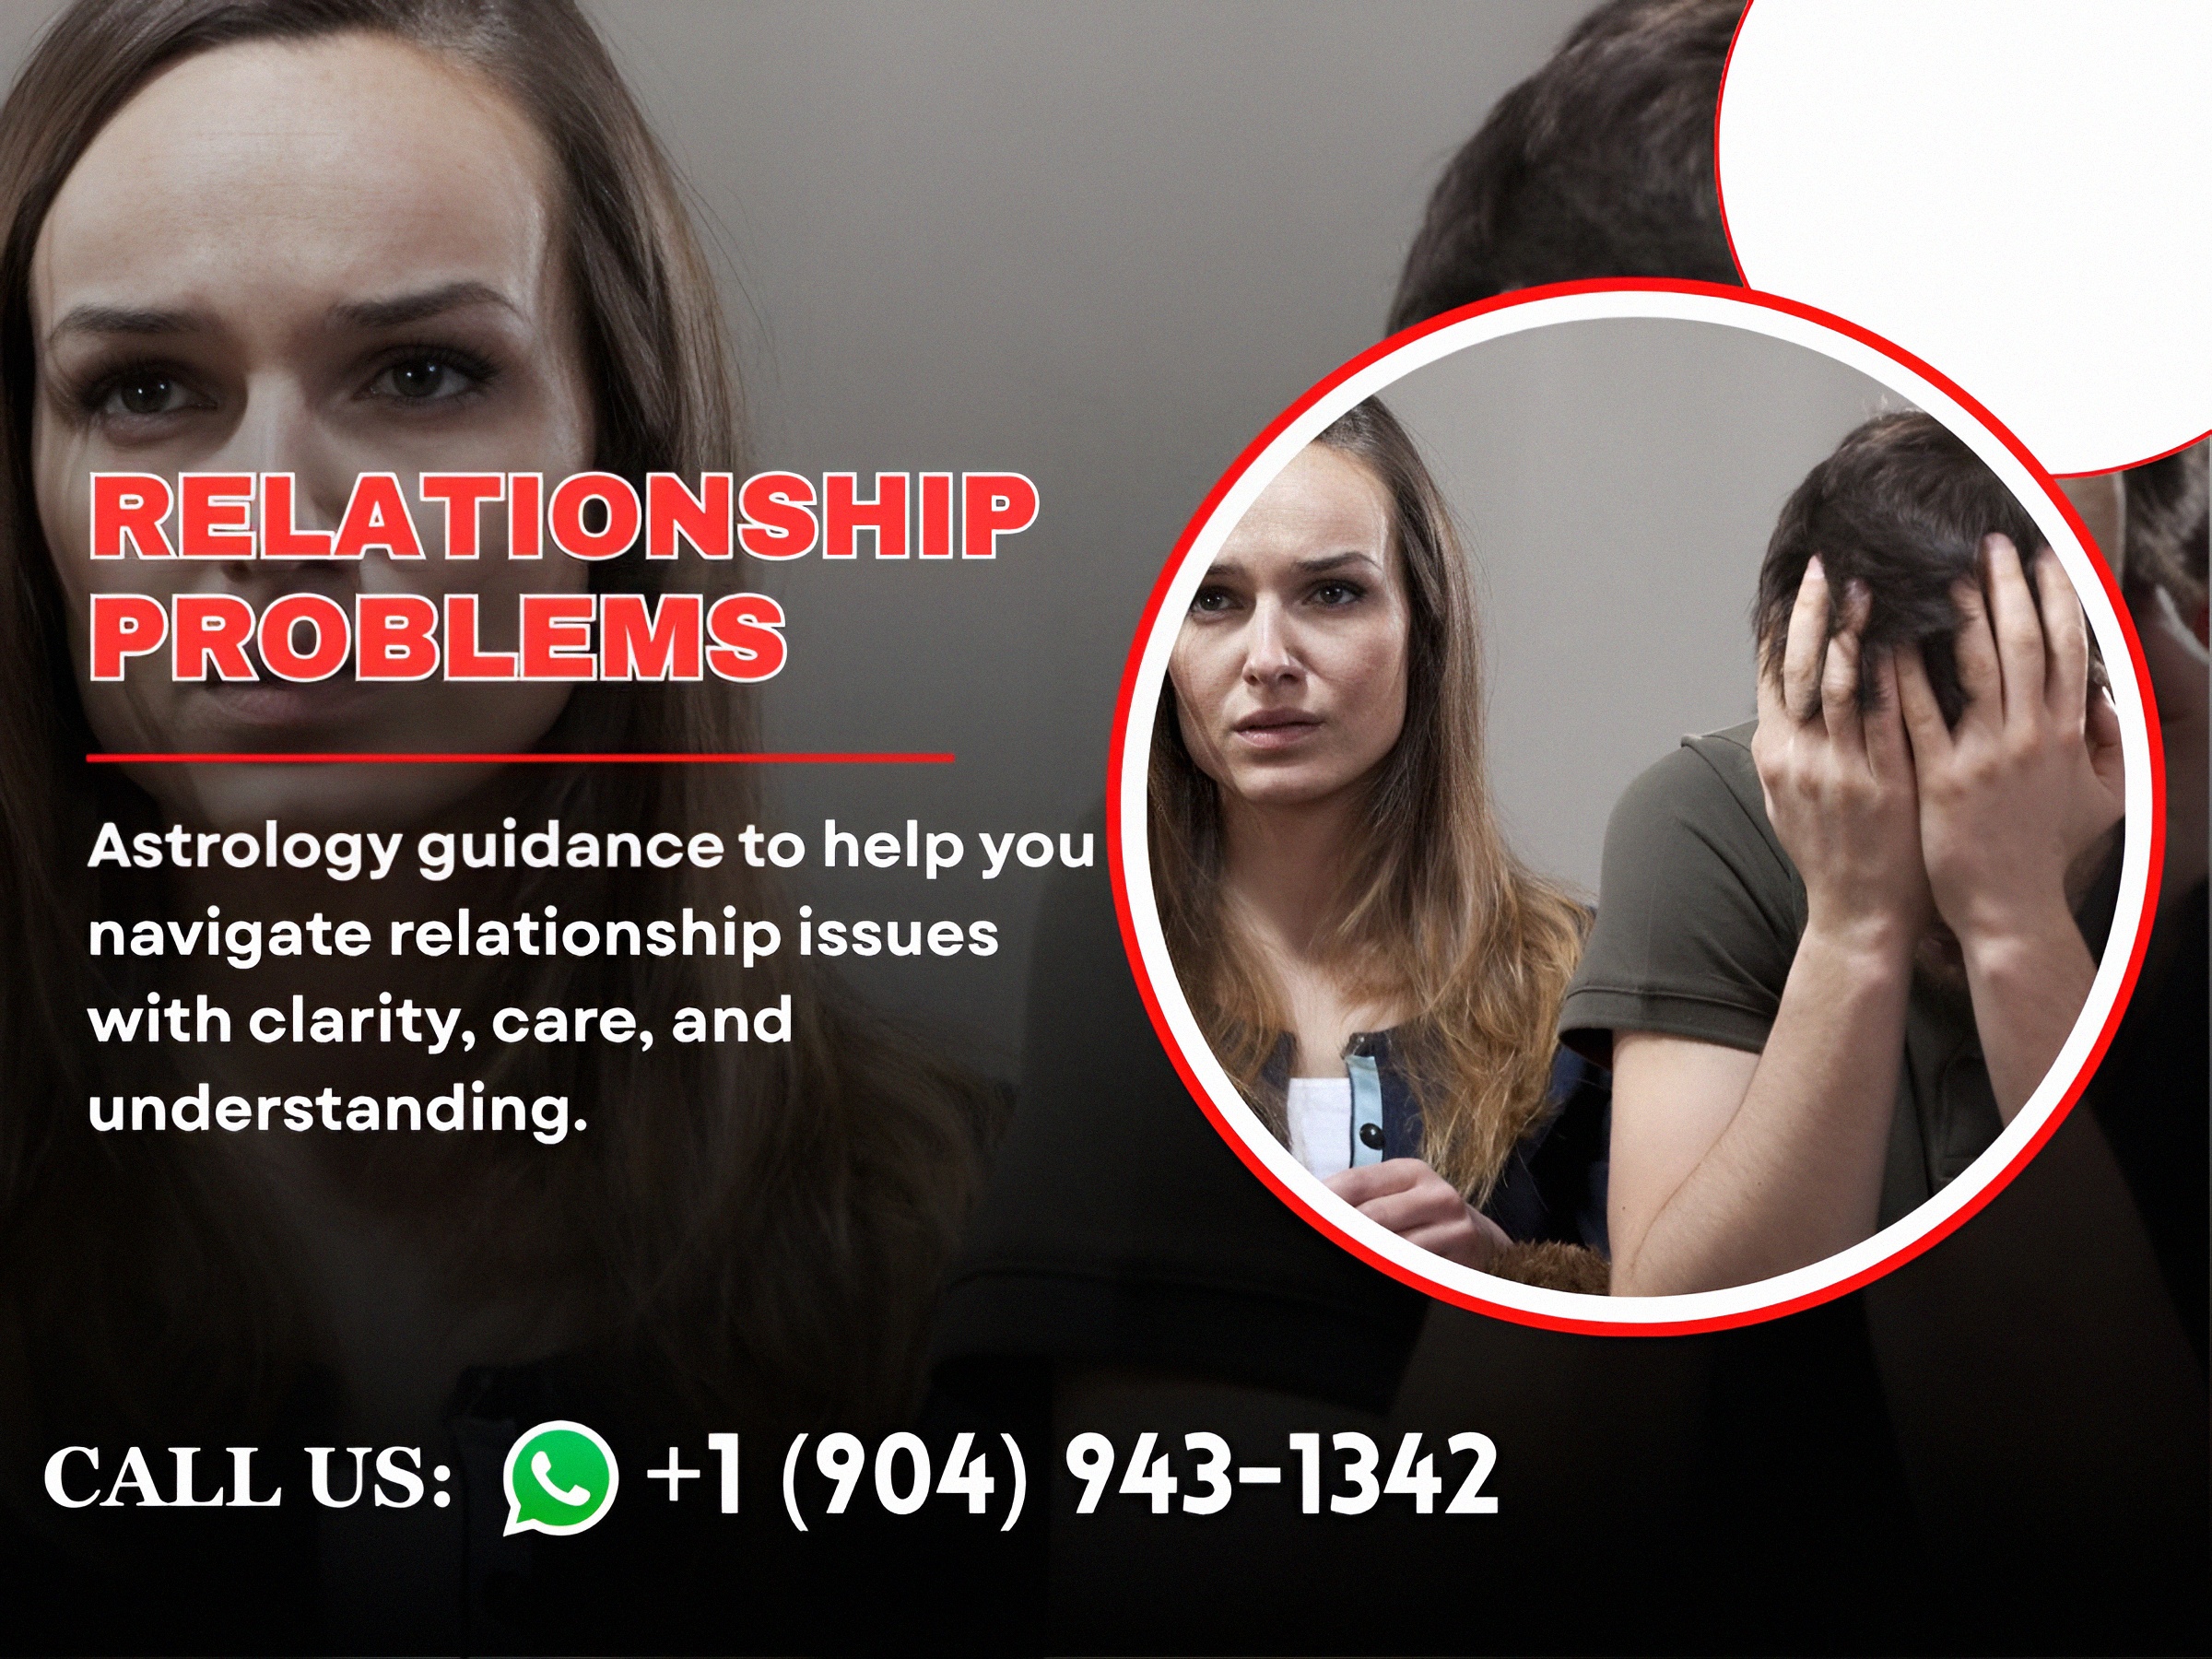 RELATIONSHIP
PROBLEMS
Astrology guidance to help you
navigate relationship issues
with clarity, care, and
understanding.
CALL US: +1 (904) 943-1342